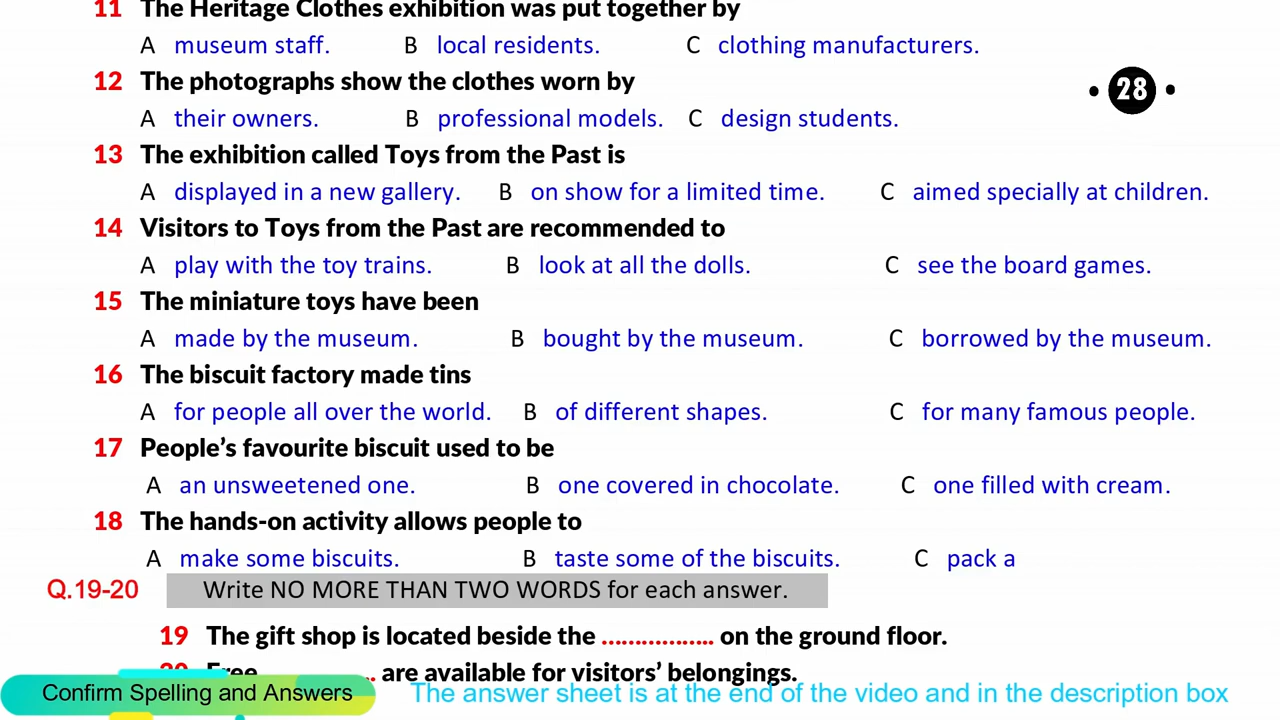 11 The Heritage Clothes exhibition was put together by
A museum staff. B local residents. C clothing manufacturers.
12 The photographs show the clothes worn by
28
A their owners. B professional models. C design students.
13 The exhibition called Toys from the Past is
A displayed in a new gallery. B on show for a limited time. C aimed specially at children.
14 Visitors to Toys from the Past are recommended to
A play with the toy trains. B look at all the dolls. C see the board games.
15 The miniature toys have been
A made by the museum. B bought by the museum. C borrowed by the museum.
16 The biscuit factory made tins
A for people all over the world. B of different shapes. C for many famous people.
17 People's favourite biscuit used to be
A an unsweetened one. B one covered in chocolate. C one filled with cream.
18 The hands-on activity allows people to
A make some biscuits. B taste some of the biscuits. C pack a
Q.19-20 Write NO MORE THAN TWO WORDS for each answer.
19 The gift shop is located beside the ................. on the ground floor.
20 Free .. are available for visitors' belongings.
Confirm Spelling and Answers The answer sheet is at the end of the video and in the description box